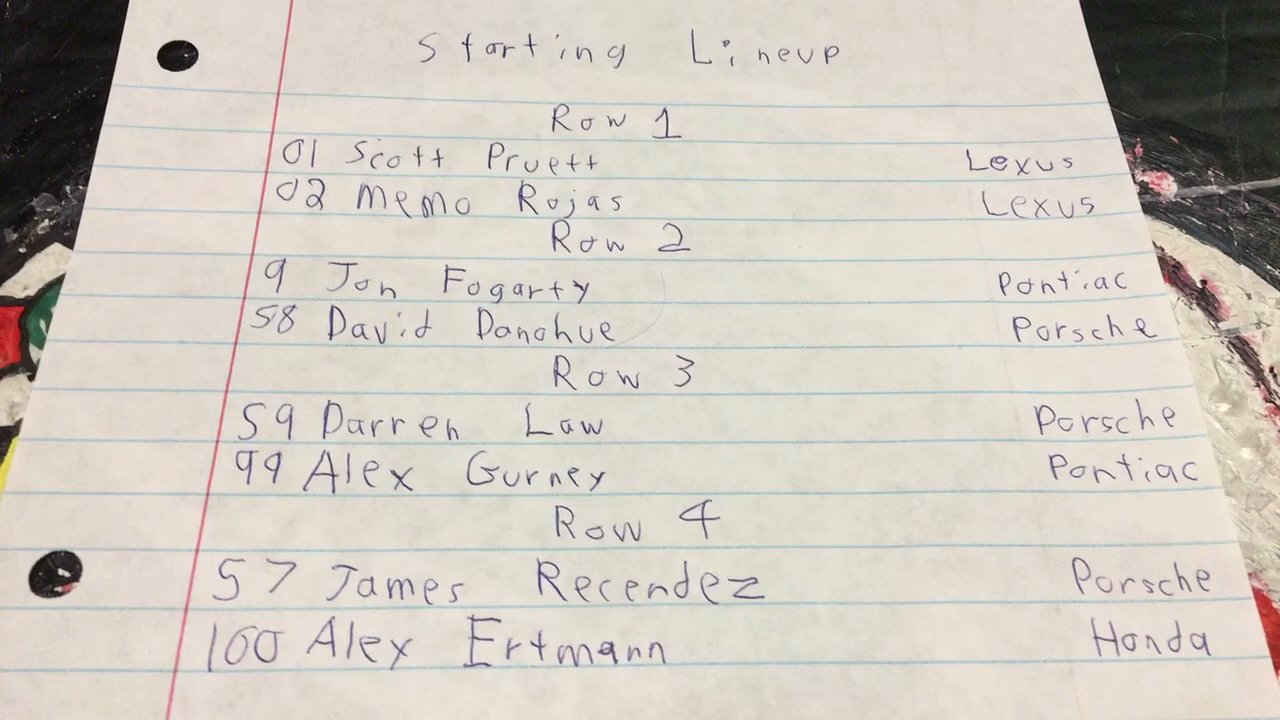 Starting Lineup
Row 1
01 Scott Pruett Lexus
02 Memo Rojas Lexus
Row 2
9 Jon Fogarty Pontiac
58 David Donohue Porsche
Row 3
59 Darren Law Porsche
99 Alex Gurney Pontiac
Row 4
57 James Recendez Porsche
100 Alex Ertmann Honda